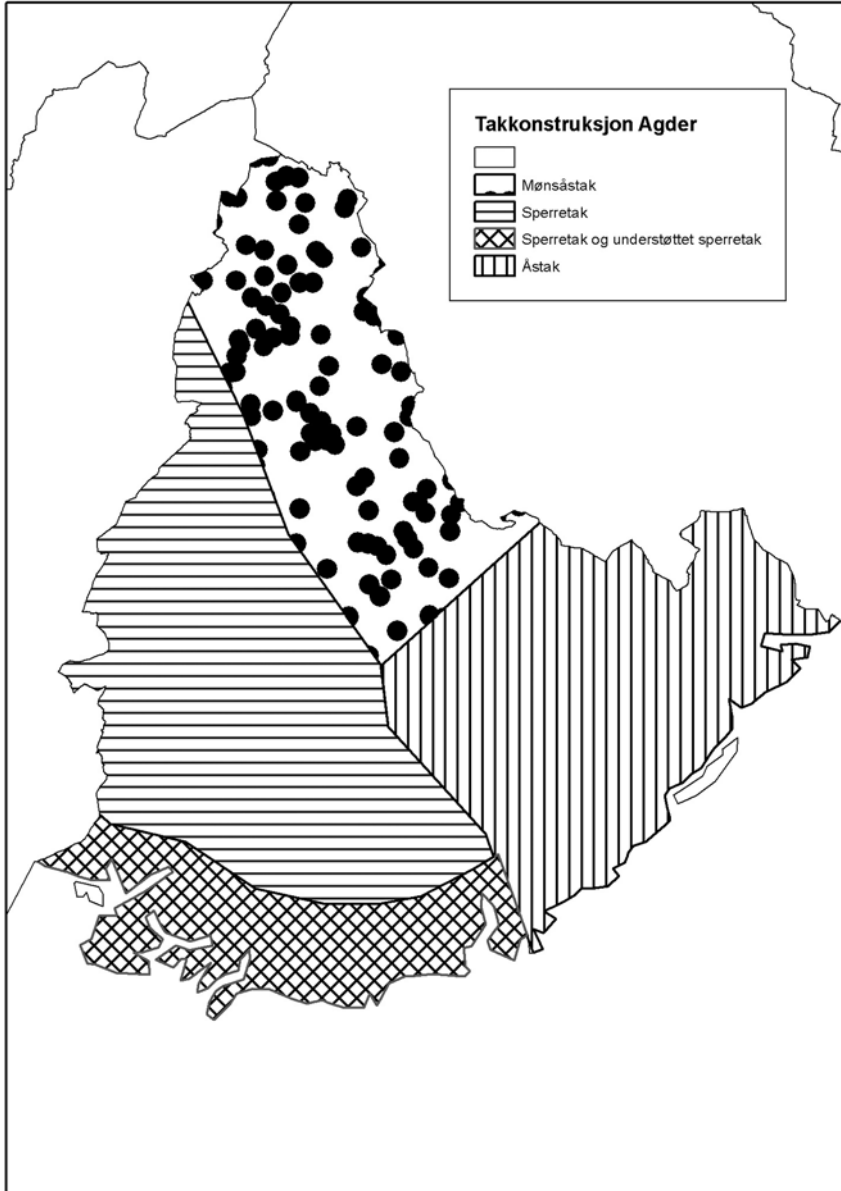 Takkonstruksjon Agder
Mønsåstak
Sperretak
Sperretak og understøttet sperretak
Åstak